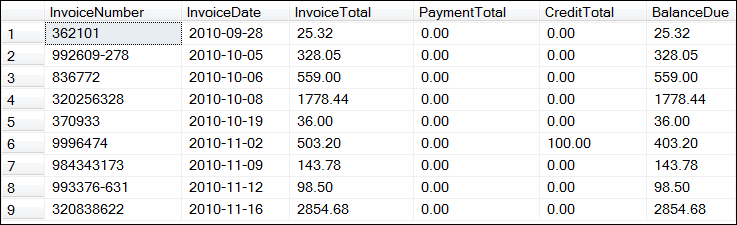 InvoiceNumber InvoiceDate InvoiceTotal PaymentTotal CreditTotal BalanceDue
1 362101 2010-09-28 25.32 0.00 0.00 25.32
2 992609-278 2010-10-05 328.05 0.00 0.00 328.05
3 836772 2010-10-06 559.00 0.00 0.00 559.00
4 320256328 2010-10-08 1778.44 0.00 0.00 1778.44
5 370933 2010-10-19 36.00 0.00 0.00 36.00
6 9996474 2010-11-02 503.20 0.00 100.00 403.20
7 984343173 2010-11-09 143.78 0.00 0.00 143.78
8 993376-631 2010-11-12 98.50 0.00 0.00 98.50
9 320838622 2010-11-16 2854.68 0.00 0.00 2854.68